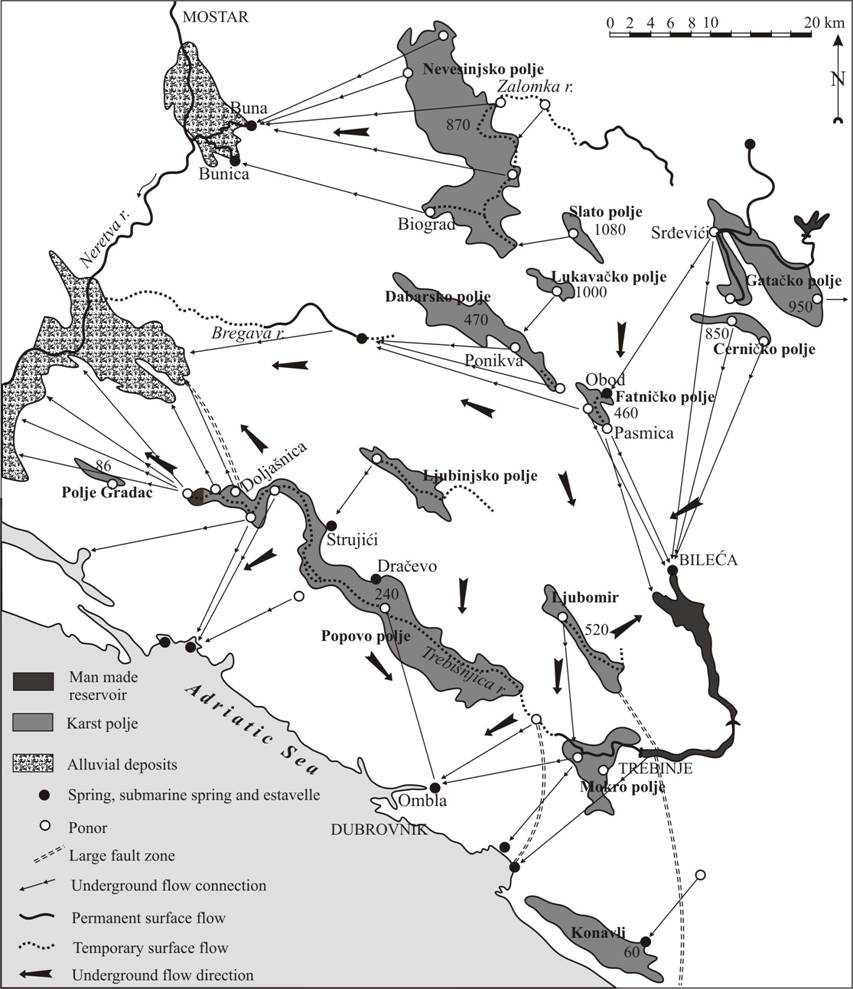 MOSTAR
0 2 4 6 8 10 20 km
N
Nevesinjsko polje
Zalomka r.
870
Buna
Bunica
Biograd
Slato polje
1080
Srđevići
Neretva r.
Lukavačko polje
1000
Gatačko polje
950
Dabarsko polje
470
850
Cerničko polje
Bregava r.
Ponikva
Obod
Fatničko polje
460
Pasmica
Doljašnica
86
Polje Gradac
Ljubinjsko polje
Strujići
BILEĆA
Dračevo
240
Ljubomir
520
Popovo polje
Trebišnjica r.
Adriatic Sea
TREBINJE
Mokro polje
Ombla
DUBROVNIK
Konavli
60
Man made
reservoir
Karst polje
Alluvial deposits
Spring, submarine spring and estavelle
Ponor
Large fault zone
Underground flow connection
Permanent surface flow
Temporary surface flow
Underground flow direction